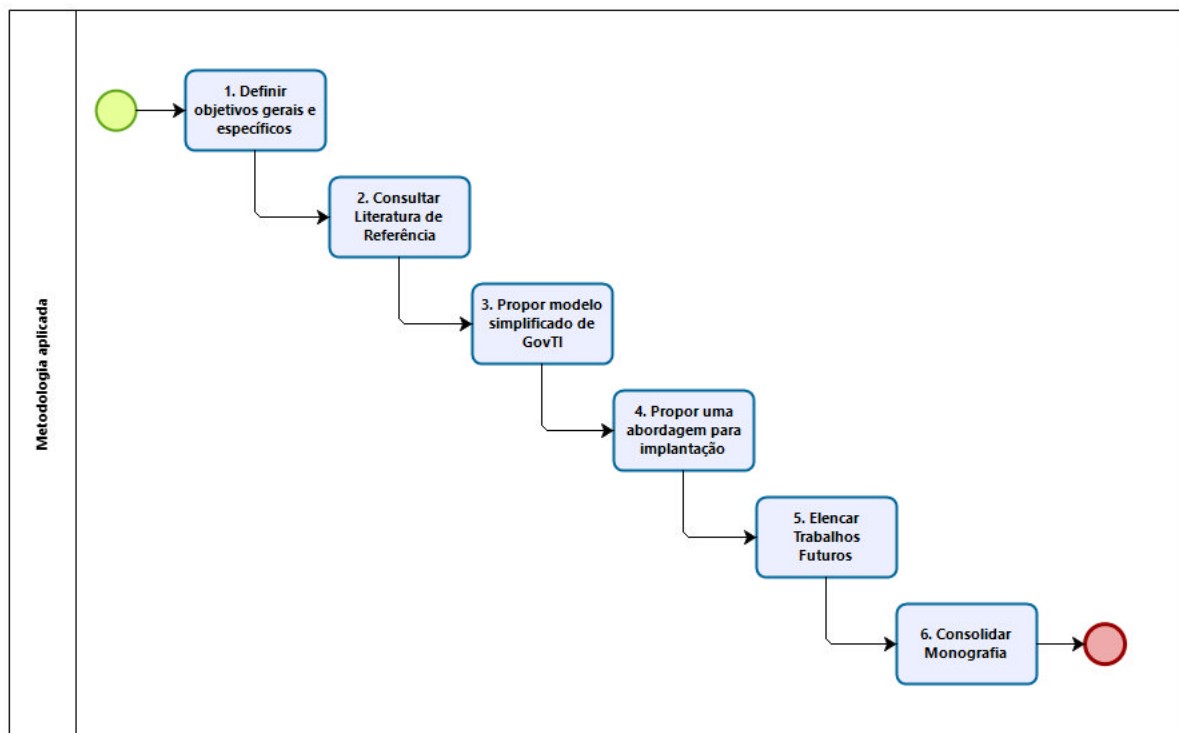 Metodologia aplicada
1. Definir
objetivos gerais e
específicos
2. Consultar
Literatura de
Referência
3. Propor modelo
simplificado de
GovTI
4. Propor uma
abordagem para
implantação
5. Elencar
Trabalhos
Futuros
6. Consolidar
Monografia